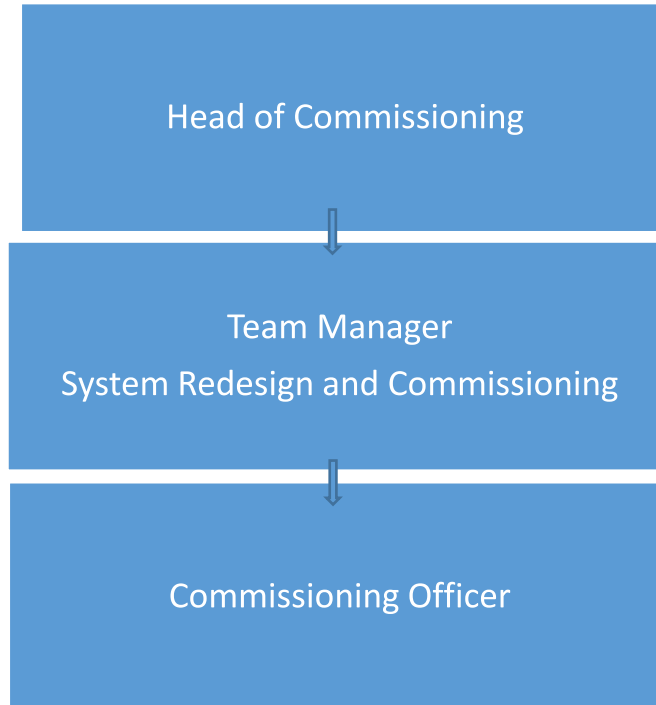 Head of Commissioning
Team Manager
System Redesign and Commissioning
Commissioning Officer